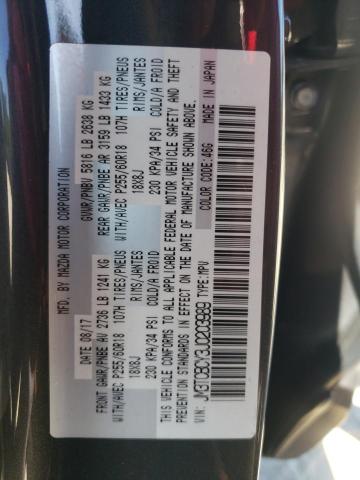 MFD. BY MAZDA MOTOR CORPORATION
DATE 08/17 GVWR/PNBV 5816 LB 2638 KG
FRONT GAWR/PNBE AV 2736 LB 1241 KG REAR GAWR/PNBE AR 3159 LB 1433 KG
WITH/AVEC P255/60R18 107H TIRES/PNEUS WITH/AVEC P255/60R18 107H TIRES/PNEUS
18X8J RIMS/JANTES 18X8J RIMS/JANTES
230 KPA/34 PSI COLD/A FROID 230 KPA/34 PSI COLD/A FROID
THIS VEHICLE CONFORMS TO ALL APPLICABLE FEDERAL MOTOR VEHICLE SAFETY AND THEFT
PREVENTION STANDARDS IN EFFECT ON THE DATE OF MANUFACTURE SHOWN ABOVE.
MADE IN JAPAN
VIN: JM3TCBCY3J0203989 TYPE: MPV COLOR CODE: 46G